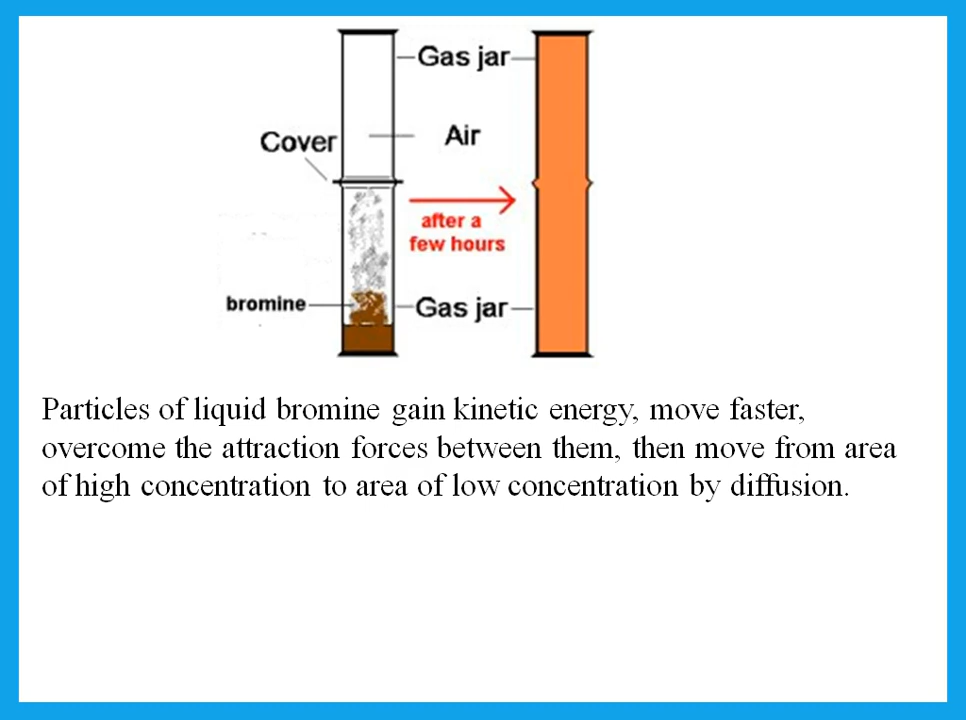 Gas jar
Cover
Air
after a
few hours
bromine
Gas jar
Particles of liquid bromine gain kinetic energy, move faster,
overcome the attraction forces between them, then move from area
of high concentration to area of low concentration by diffusion.